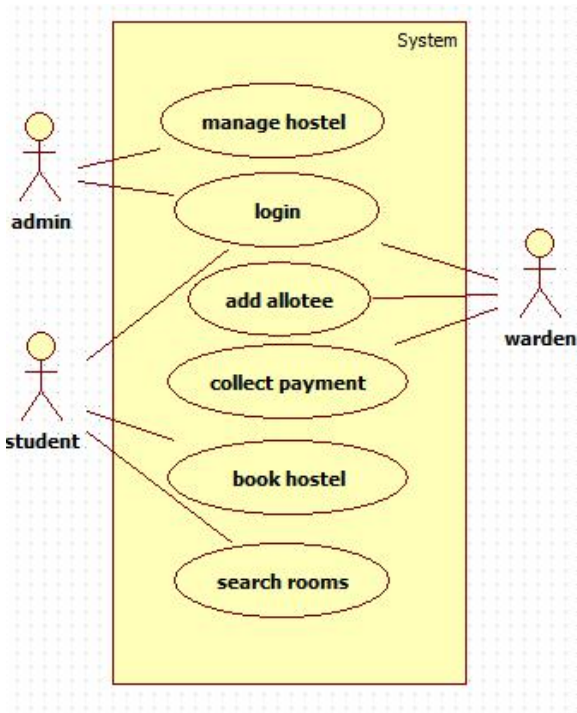 System
manage hostel
admin
login
add allotee
warden
collect payment
student
book hostel
search rooms